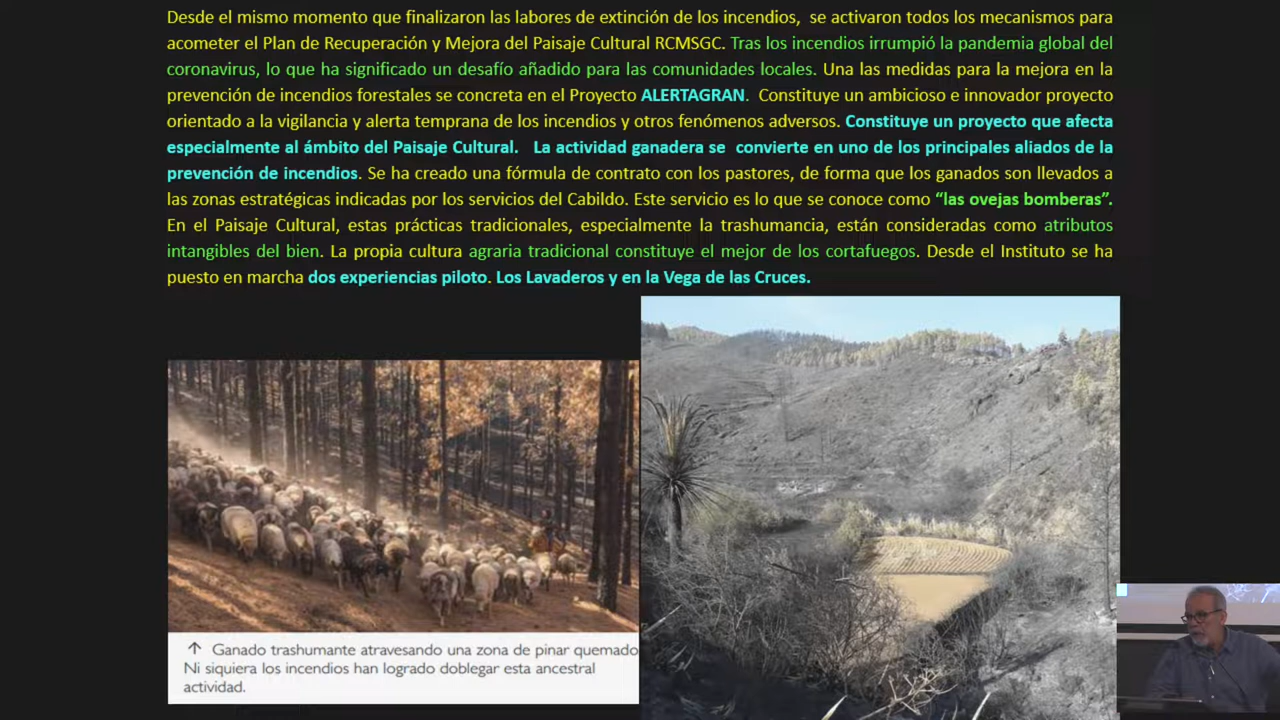 Desde el mismo momento que finalizaron las labores de extinción de los incendios, se activaron todos los mecanismos para
acometer el Plan de Recuperación y Mejora del Paisaje Cultural RCMSGC. Tras los incendios irrumpió la pandemia global del
coronavirus, lo que ha significado un desafío añadido para las comunidades locales. Una las medidas para la mejora en la
prevención de incendios forestales se concreta en el Proyecto ALERTAGRAN. Constituye un ambicioso e innovador proyecto
orientado a la vigilancia y alerta temprana de los incendios y otros fenómenos adversos. Constituye un proyecto que afecta
especialmente al ámbito del Paisaje Cultural. La actividad ganadera se convierte en uno de los principales aliados de la
prevención de incendios. Se ha creado una fórmula de contrato con los pastores, de forma que los ganados son llevados a
las zonas estratégicas indicadas por los servicios del Cabildo. Este servicio es lo que se conoce como “las ovejas bomberas”.
En el Paisaje Cultural, estas prácticas tradicionales, especialmente la trashumancia, están consideradas como atributos
intangibles del bien. La propia cultura agraria tradicional constituye el mejor de los cortafuegos. Desde el Instituto se ha
puesto en marcha dos experiencias piloto. Los Lavaderos y en la Vega de las Cruces.
↑ Ganado trashumante atravesando una zona de pinar quemado
Ni siquiera los incendios han logrado doblegar esta ancestral
actividad.